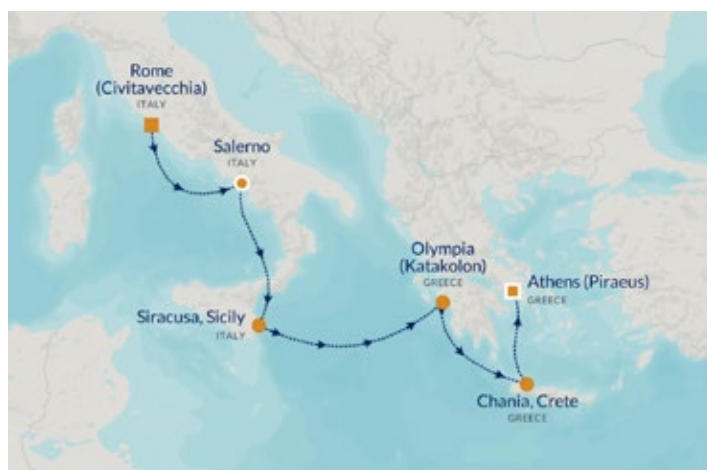 Rome
(Civitavecchia)
ITALY
Salerno
ITALY
Siracusa, Sicily
ITALY
Olympia
(Katakolon)
GREECE
Athens (Piraeus)
GREECE
Chania, Crete
GREECE